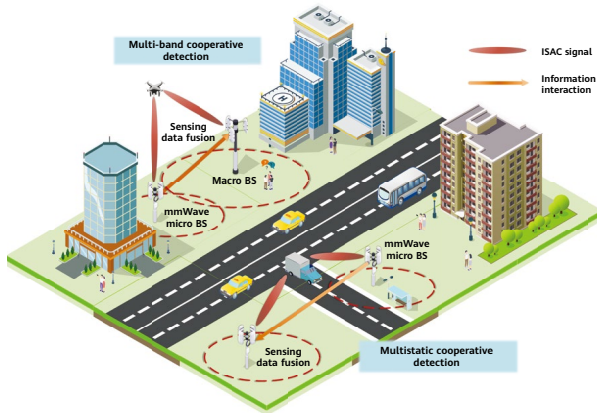 Multi-band cooperative
detection
ISAC signal
Information
interaction
Sensing
data fusion
H
Macro BS
mmWave
micro BS
mmWave
micro BS
Sensing
data fusion
Multistatic cooperative
detection